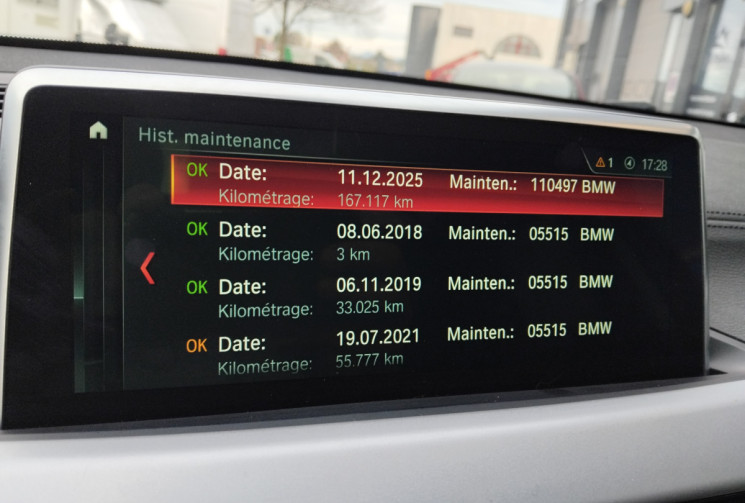 Hist. maintenance
1 17:28
OK Date: 11.12.2025 Mainten.: 110497 BMW
Kilométrage: 167.117 km
OK Date: 08.06.2018 Mainten.: 05515 BMW
Kilométrage: 3 km
OK Date: 06.11.2019 Mainten.: 05515 BMW
Kilométrage: 33.025 km
OK Date: 19.07.2021 Mainten.: 05515 BMW
Kilométrage: 55.777 km